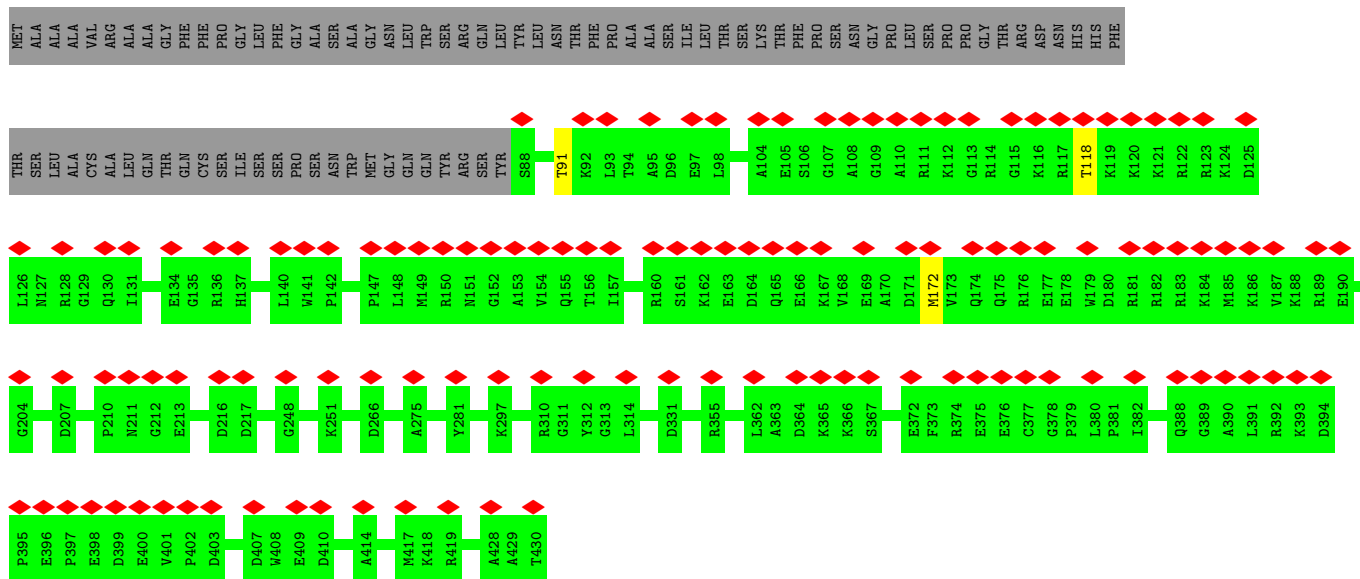 MET ALA ALA ALA VAL ARG ALA ALA GLY PHE PHE PRO GLY LEU PHE GLY ALA SER ALA GLY ASN LEU TRP SER ARG GLN LEU TYR LEU ASN THR PHE PRO ALA ALA SER ILE LEU THR SER LYS THR PHE PRO SER ASN GLY PRO LEU SER PRO PRO GLY THR ARG ASP ASN HIS HIS PHE
THR SER LEU ALA CYS ALA LEU GLN THR GLN CYS SER ILE SER SER PRO SER ASN TRP MET GLY GLN GLN TYR ARG SER TYR S88 T91 K92 L93 T94 A95 D96 E97 L98 A104 E105 S106 G107 A108 G109 A110 R111 K112 G113 R114 G115 K116 R117 T118 K119 K120 K121 R122 R123 K124 D125
L126 N127 R128 G129 Q130 I131 E134 G135 R136 H137 L140 W141 P142 P147 L148 M149 R150 N151 G152 A153 V154 Q155 T156 I157 R160 S161 K162 E163 D164 Q165 E166 K167 V168 E169 A170 D171 M172 V173 Q174 Q175 R176 E177 E178 W179 D180 R181 R182 R183 K184 M185 K186 V187 K188 R189 E190
G204 D207 P210 N211 G212 E213 D216 D217 G248 K251 D266 A275 Y281 K297 R310 G311 Y312 G313 L314 D331 R355 L362 A363 D364 K365 K366 S367 E372 F373 R374 E375 E376 C377 G378 P379 L380 P381 I382 Q388 G389 A390 L391 R392 K393 D394
P395 E396 P397 E398 D399 E400 V401 P402 D403 D407 W408 E409 D410 A414 M417 K418 R419 A428 A429 T430